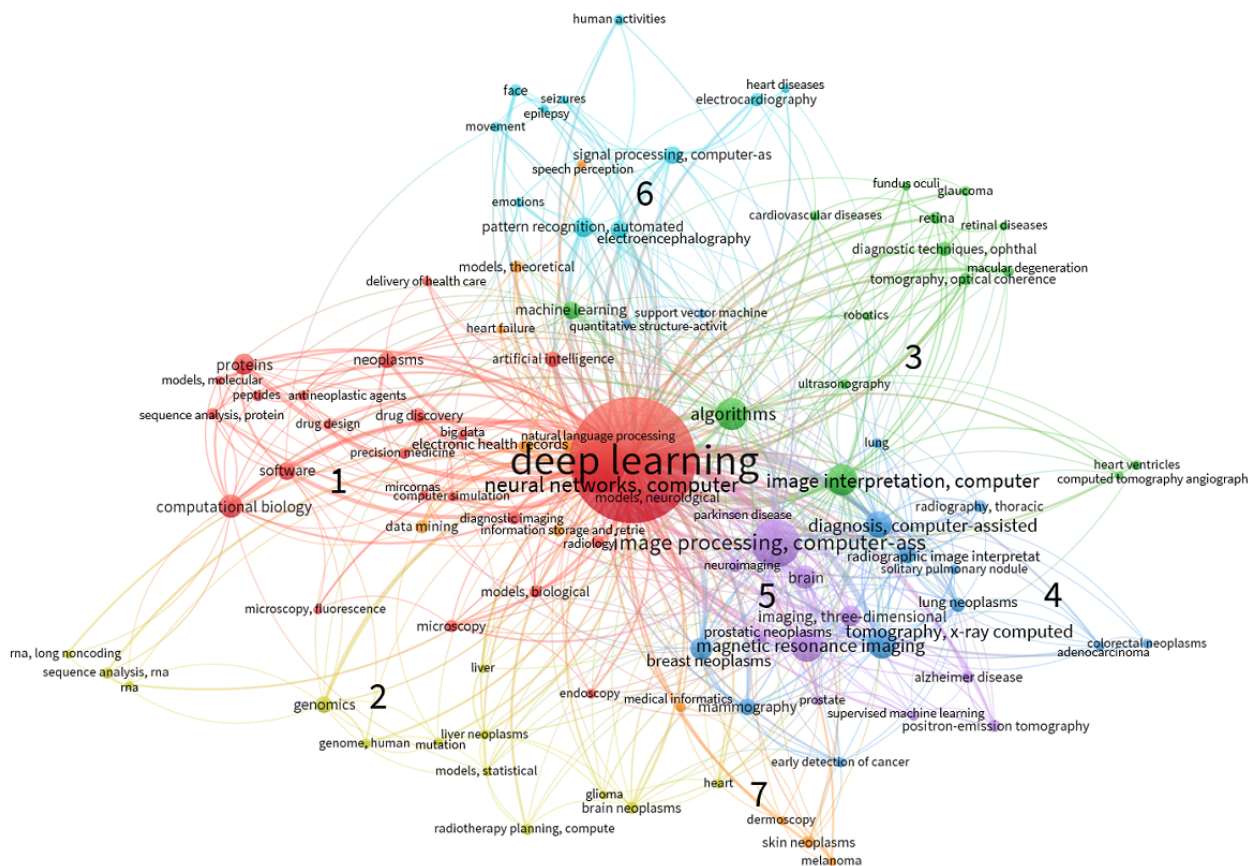 human activities
heart diseases
face
seizures
electrocardiography
epilepsy
movement
signal processing, computer-as
speech perception
6
fundus oculi
glaucoma
emotions
cardiovascular diseases
retina
retinal diseases
pattern recognition, automated
electroencephalography
diagnostic techniques, ophthal
models, theoretical
macular degeneration
tomography, optical coherence
delivery of health care
machine learning
support vector machine
robotics
quantitative structure-activit
heart failure
3
proteins
neoplasms
artificial intelligence
models, molecular
ultrasonography
peptides
antineoplastic agents
sequence analysis, protein
drug discovery
algorithms
drug design
big data
natural language processing
electronic health records
lung
precision medicine
deep learning
software
1
heart ventricles
mircornas
neural networks, computer
image interpretation, computer
computed tomography angiograph
computer simulation
models, neurological
computational biology
radiography, thoracic
diagnostic imaging
parkinson disease
data mining
information storage and retrie
diagnosis, computer-assisted
radiology
image processing, computer-ass
radiographic image interpretat
neuroimaging
solitary pulmonary nodule
brain
models, biological
5
4
microscopy, fluorescence
lung neoplasms
imaging, three-dimensional
microscopy
prostatic neoplasms
tomography, x-ray computed
magnetic resonance imaging
colorectal neoplasms
rna, long noncoding
adenocarcinoma
breast neoplasms
sequence analysis, rna
liver
alzheimer disease
rna
endoscopy
2
medical informatics
prostate
genomics
mammography
supervised machine learning
positron-emission tomography
liver neoplasms
genome, human
mutation
early detection of cancer
models, statistical
heart
glioma
7
brain neoplasms
dermoscopy
radiotherapy planning, compute
skin neoplasms
melanoma